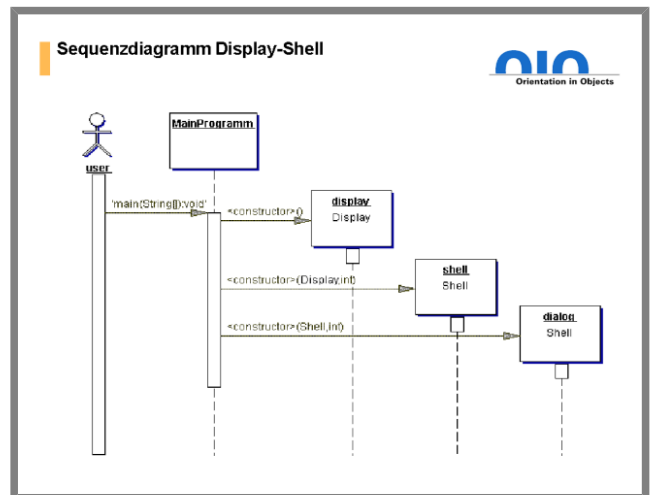 Sequenzdiagramm Display-Shell
OIO
Orientation in Objects
MainProgramm
user
'main(String[]):void'
<constructor>()
display
Display
<constructor>(Display,int)
shell
Shell
<constructor>(Shell,int)
dialog
Shell